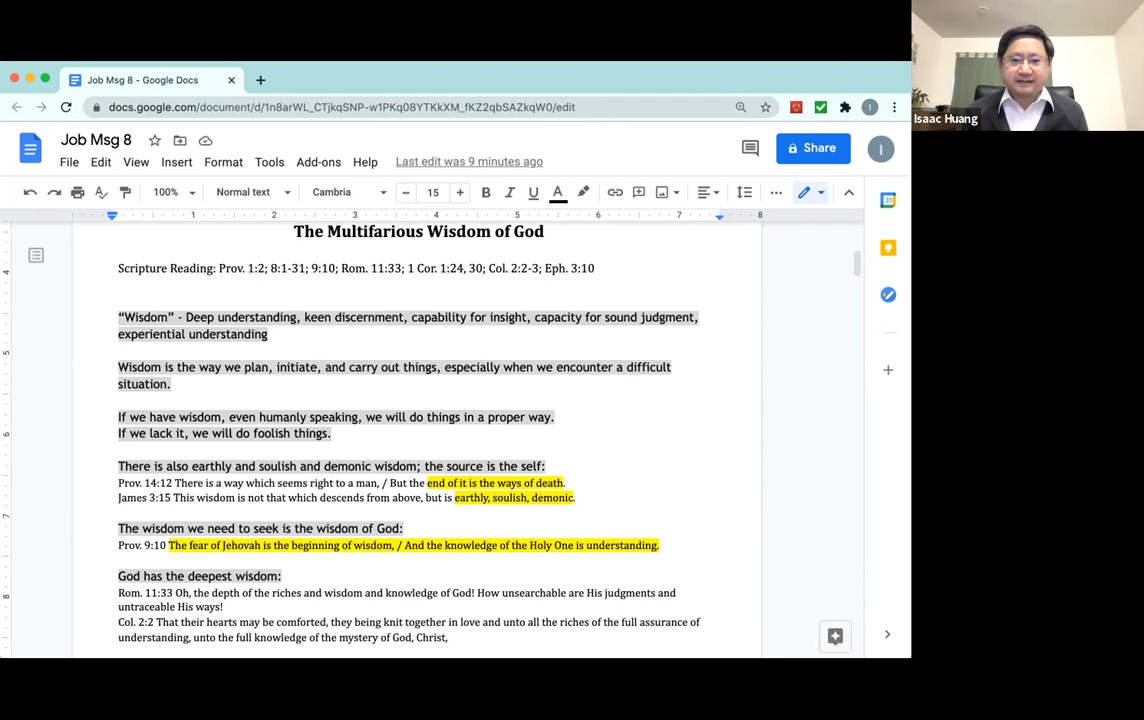 Job Msg 8 - Google Docs
docs.google.com/document/d/1n8arWL_CTjkqSNP-w1PKq08YTKkXM_fKZ2qbSAZkqW0/edit
Isaac Huang
Job Msg 8
File Edit View Insert Format Tools Add-ons Help Last edit was 9 minutes ago
Share
I
100% Normal text Cambria 15 B I U A
1 2 3 4 5 6 7 8
The Multifarious Wisdom of God
Scripture Reading: Prov. 1:2; 8:1-31; 9:10; Rom. 11:33; 1 Cor. 1:24, 30; Col. 2:2-3; Eph. 3:10
“Wisdom” - Deep understanding, keen discernment, capability for insight, capacity for sound judgment,
experiential understanding
Wisdom is the way we plan, initiate, and carry out things, especially when we encounter a difficult
situation.
If we have wisdom, even humanly speaking, we will do things in a proper way.
If we lack it, we will do foolish things.
There is also earthly and soulish and demonic wisdom; the source is the self:
Prov. 14:12 There is a way which seems right to a man, / But the end of it is the ways of death.
James 3:15 This wisdom is not that which descends from above, but is earthly, soulish, demonic.
The wisdom we need to seek is the wisdom of God:
Prov. 9:10 The fear of Jehovah is the beginning of wisdom, / And the knowledge of the Holy One is understanding.
God has the deepest wisdom:
Rom. 11:33 Oh, the depth of the riches and wisdom and knowledge of God! How unsearchable are His judgments and
untraceable His ways!
Col. 2:2 That their hearts may be comforted, they being knit together in love and unto all the riches of the full assurance of
understanding, unto the full knowledge of the mystery of God, Christ,